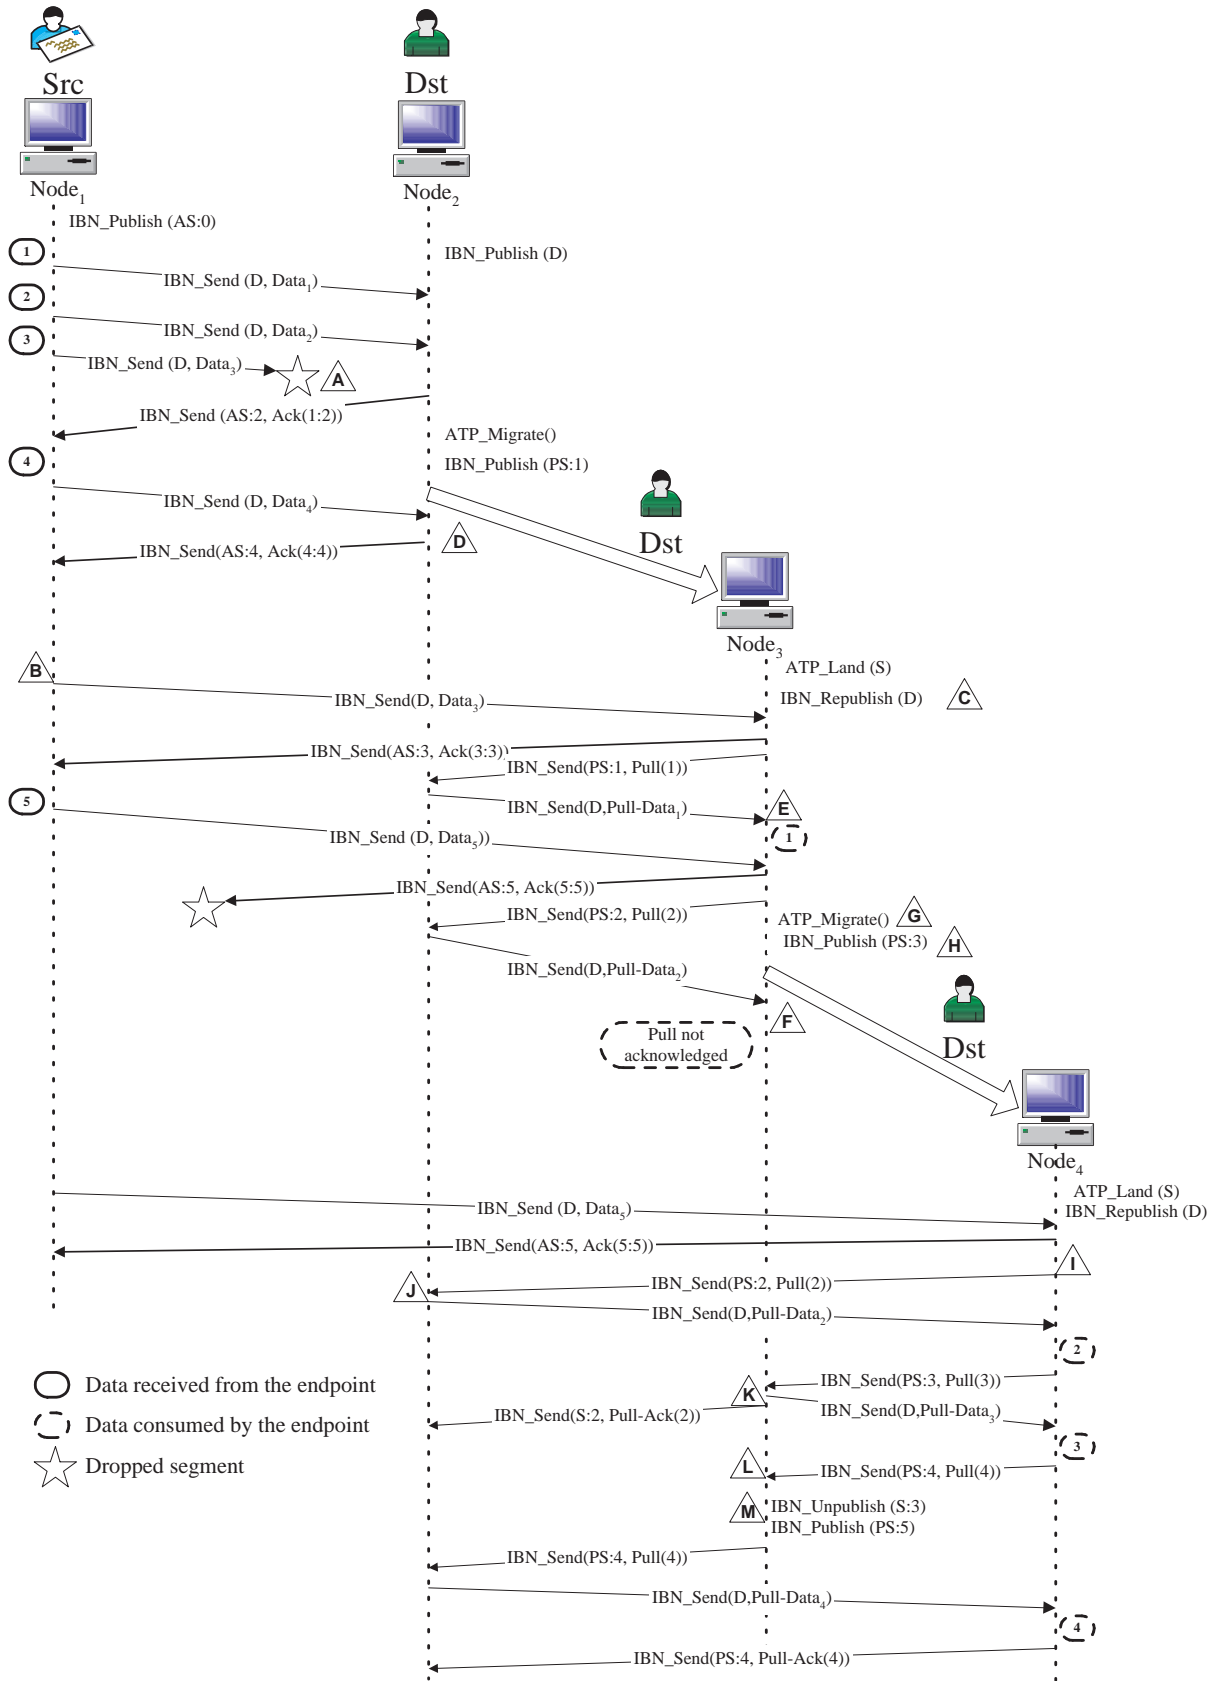 Src
Dst
Node1
Node2
IBN_Publish (AS:0)
1
IBN_Publish (D)
IBN_Send (D, Data1)
2
IBN_Send (D, Data2)
3
IBN_Send (D, Data3)
A
IBN_Send (AS:2, Ack(1:2))
ATP_Migrate()
4
IBN_Publish (PS:1)
IBN_Send (D, Data4)
D
Dst
IBN_Send(AS:4, Ack(4:4))
Node3
B
ATP_Land (S)
IBN_Send(D, Data3)
IBN_Republish (D)
C
IBN_Send(AS:3, Ack(3:3))
IBN_Send(PS:1, Pull(1))
5
IBN_Send(D,Pull-Data1)
E
IBN_Send (D, Data5))
1
IBN_Send(AS:5, Ack(5:5))
IBN_Send(PS:2, Pull(2))
ATP_Migrate()
G
IBN_Publish (PS:3)
H
IBN_Send(D,Pull-Data2)
F
Pull not
acknowledged
Dst
Node4
ATP_Land (S)
IBN_Send (D, Data5)
IBN_Republish (D)
IBN_Send(AS:5, Ack(5:5))
I
J
IBN_Send(PS:2, Pull(2))
IBN_Send(D,Pull-Data2)
2
Data received from the endpoint
IBN_Send(PS:3, Pull(3))
K
IBN_Send(S:2, Pull-Ack(2))
IBN_Send(D,Pull-Data3)
Data consumed by the endpoint
3
Dropped segment
L
IBN_Send(PS:4, Pull(4))
M
IBN_Unpublish (S:3)
IBN_Publish (PS:5)
IBN_Send(PS:4, Pull(4))
IBN_Send(D,Pull-Data4)
4
IBN_Send(PS:4, Pull-Ack(4))